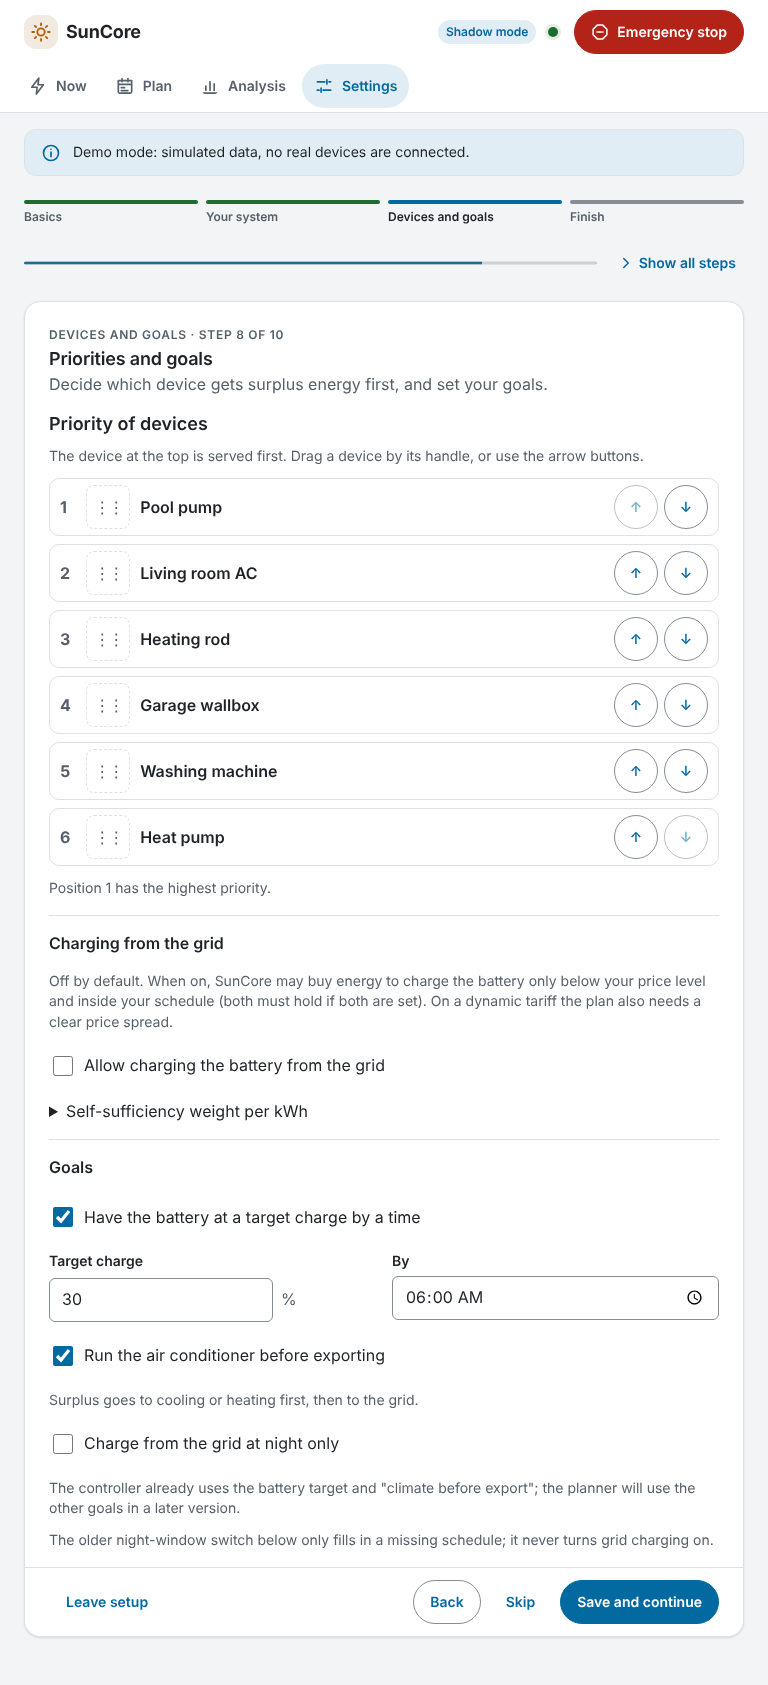 SunCore
Shadow mode
Emergency stop
Now
Plan
Analysis
Settings
Demo mode: simulated data, no real devices are connected.
Basics
Your system
Devices and goals
Finish
Show all steps
DEVICES AND GOALS · STEP 8 OF 10
Priorities and goals
Decide which device gets surplus energy first, and set your goals.
Priority of devices
The device at the top is served first. Drag a device by its handle, or use the arrow buttons.
1 Pool pump
2 Living room AC
3 Heating rod
4 Garage wallbox
5 Washing machine
6 Heat pump
Position 1 has the highest priority.
Charging from the grid
Off by default. When on, SunCore may buy energy to charge the battery only below your price level
and inside your schedule (both must hold if both are set). On a dynamic tariff the plan also needs a
clear price spread.
Allow charging the battery from the grid
Self-sufficiency weight per kWh
Goals
Have the battery at a target charge by a time
Target charge
By
30 %
06:00 AM
Run the air conditioner before exporting
Surplus goes to cooling or heating first, then to the grid.
Charge from the grid at night only
The controller already uses the battery target and "climate before export"; the planner will use the
other goals in a later version.
The older night-window switch below only fills in a missing schedule; it never turns grid charging on.
Leave setup
Back
Skip
Save and continue